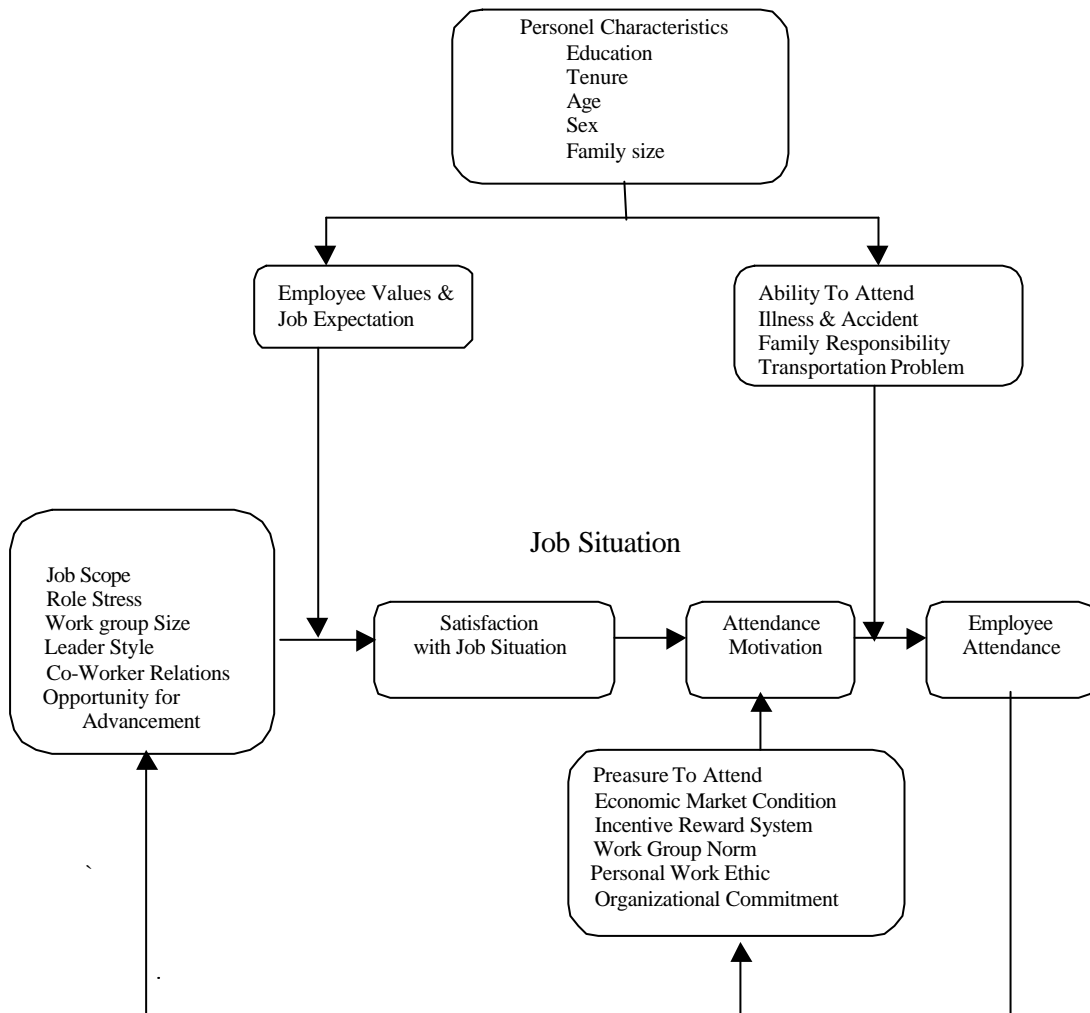 Personel Characteristics
Education
Tenure
Age
Sex
Family size
Employee Values &
Job Expectation
Ability To Attend
Illness & Accident
Family Responsibility
Transportation Problem
Job Situation
Job Scope
Role Stress
Work group Size
Leader Style
Co-Worker Relations
Opportunity for
Advancement
Satisfaction
with Job Situation
Attendance
Motivation
Employee
Attendance
Preasure To Attend
Economic Market Condition
Incentive Reward System
Work Group Norm
Personal Work Ethic
Organizational Commitment
`
.